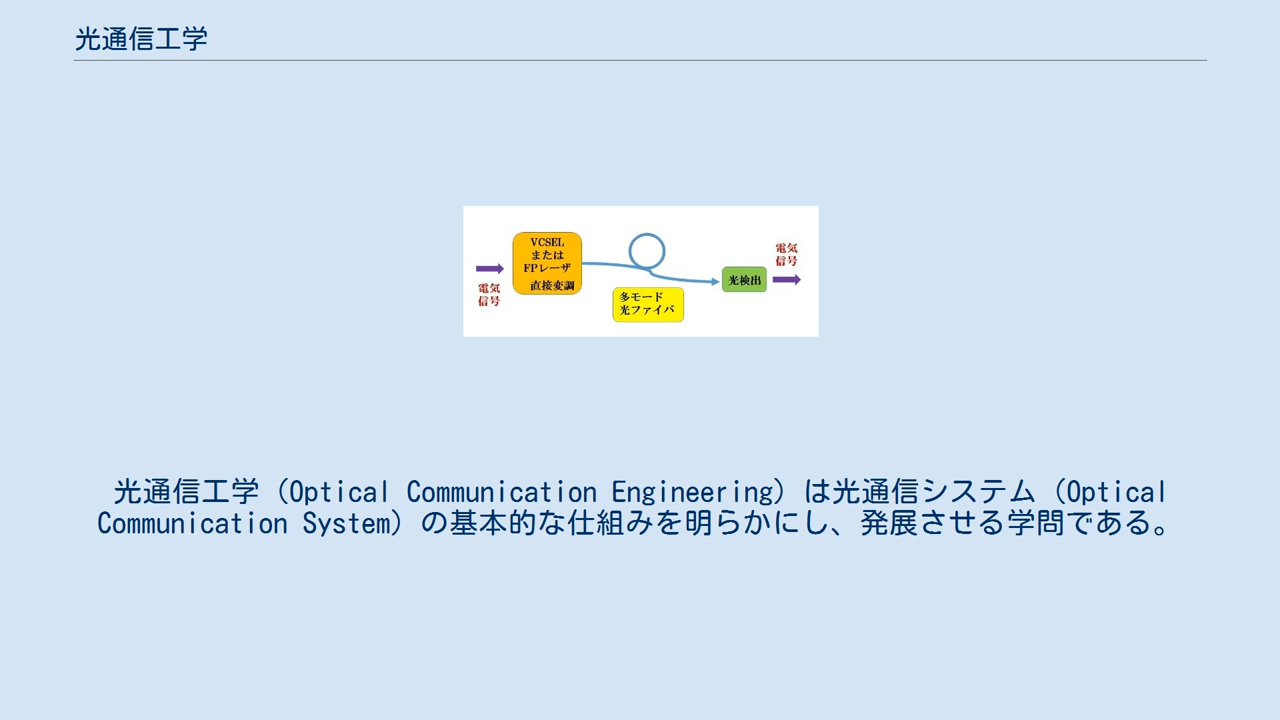 光通信工学
VCSEL
または
FPレーザ
直接変調
電気
信号
多モード
光ファイバ
光検出
電気
信号
光通信工学（Optical Communication Engineering）は光通信システム（Optical
Communication System）の基本的な仕組みを明らかにし、発展させる学問である。